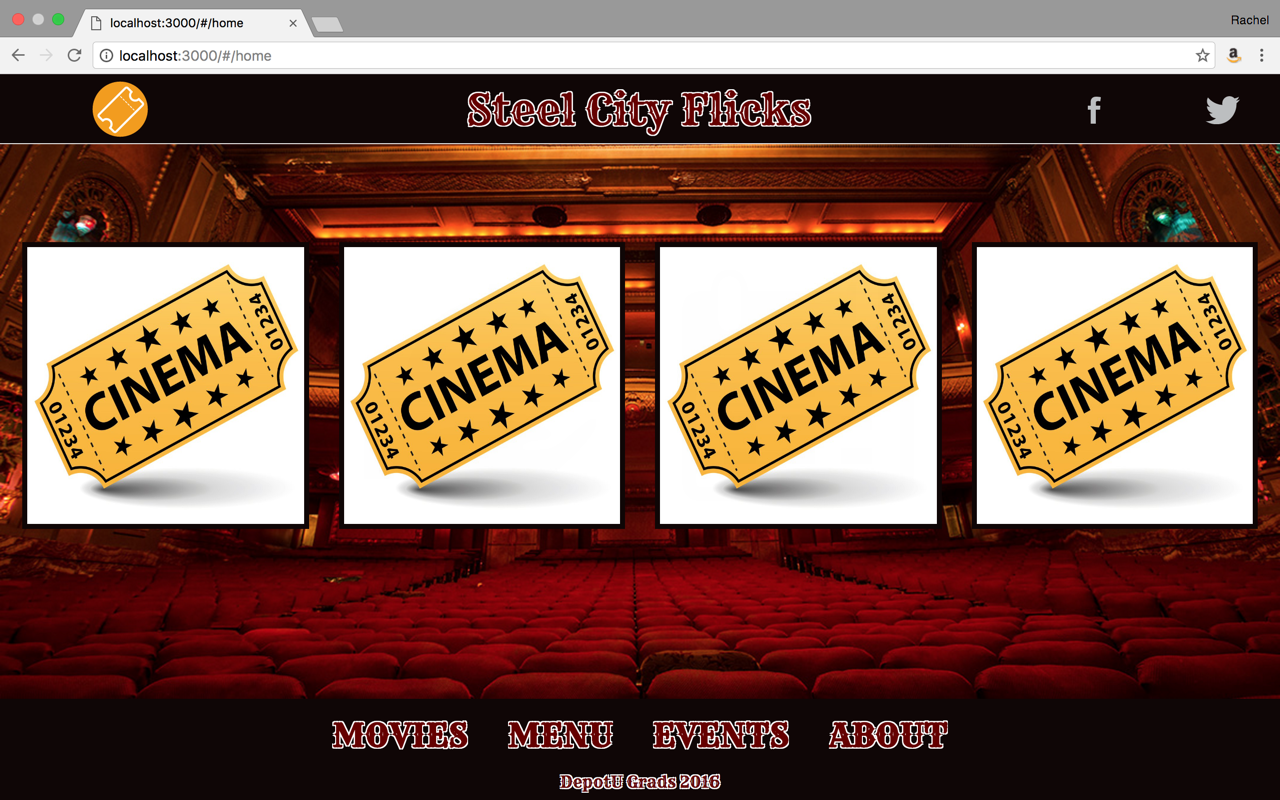 localhost:3000/#/home
Rachel
localhost:3000/#/home
a
Steel City Flicks
f
01234
CINEMA
01234
01234
CINEMA
01234
01234
CINEMA
01234
01234
CINEMA
01234
MOVIES MENU EVENTS ABOUT
DepotU Grads 2016